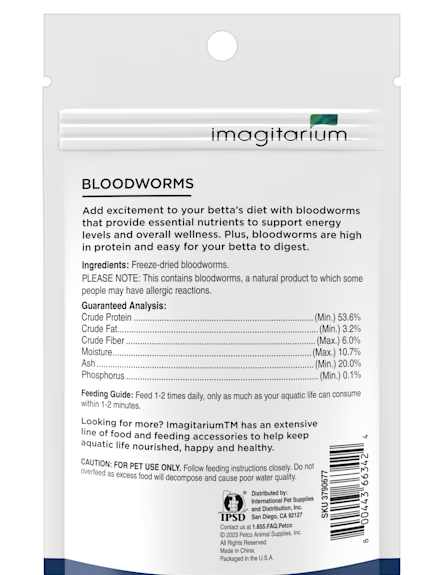 imagitarium
BLOODWORMS
Add excitement to your betta's diet with bloodworms
that provide essential nutrients to support energy
levels and overall wellness. Plus, bloodworms are high
in protein and easy for your betta to digest.
Ingredients: Freeze-dried bloodworms.
PLEASE NOTE: This contains bloodworms, a natural product to which some
people may have allergic reactions.
Guaranteed Analysis:
Crude Protein ........ (Min.) 53.6%
Crude Fat........ (Min.) 3.2%
Crude Fiber ........ (Max.) 6.0%
Moisture........ (Max.) 10.7%
Ash ........ (Min.) 20.0%
Phosphorus ........ (Min.) 0.1%
Feeding Guide: Feed 1-2 times daily, only as much as your aquatic life can consume
within 1-2 minutes.
Looking for more? ImagitariumTM has an extensive
line of food and feeding accessories to help keep
aquatic life nourished, happy and healthy.
CAUTION: FOR PET USE ONLY. Follow feeding instructions closely. Do not
overfeed as excess food will decompose and cause poor water quality.
IPSD
Distributed by:
International Pet Supplies
and Distribution, Inc.
San Diego, CA 92127
Contact us at 1.855.FAQ.Petco
© 2023 Petco Animal Supplies, Inc.
All Rights Reserved
Made in China.
Packaged in the U.S.A.
SKU 3790677
8 00443 66342 4